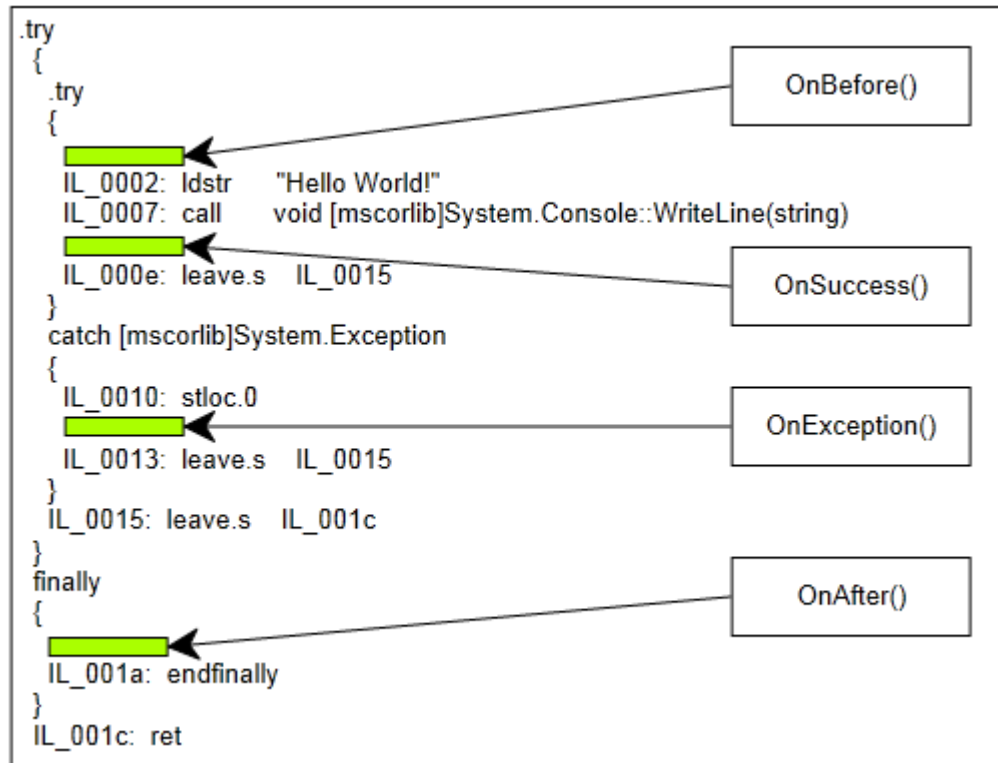 .try
{
.try
{
OnBefore()
IL_0002: ldstr "Hello World!"
IL_0007: call void [mscorlib]System.Console::WriteLine(string)
IL_000e: leave.s IL_0015
OnSuccess()
}
catch [mscorlib]System.Exception
{
IL_0010: stloc.0
OnException()
IL_0013: leave.s IL_0015
}
IL_0015: leave.s IL_001c
}
finally
{
OnAfter()
IL_001a: endfinally
}
IL_001c: ret